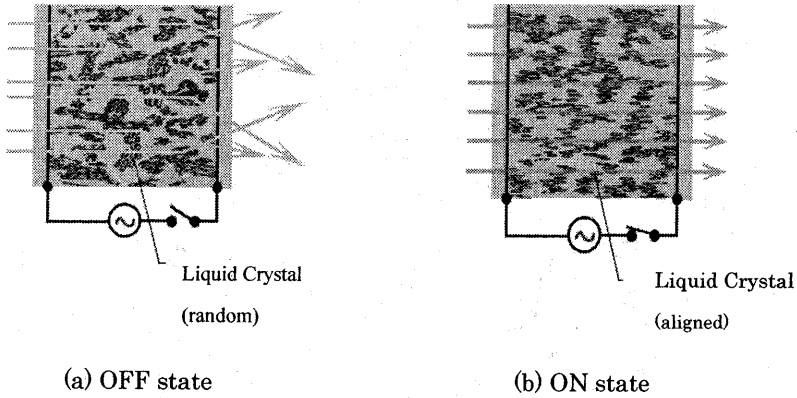 Liquid Crystal
(random)
(a) OFF state
Liquid Crystal
(aligned)
(b) ON state